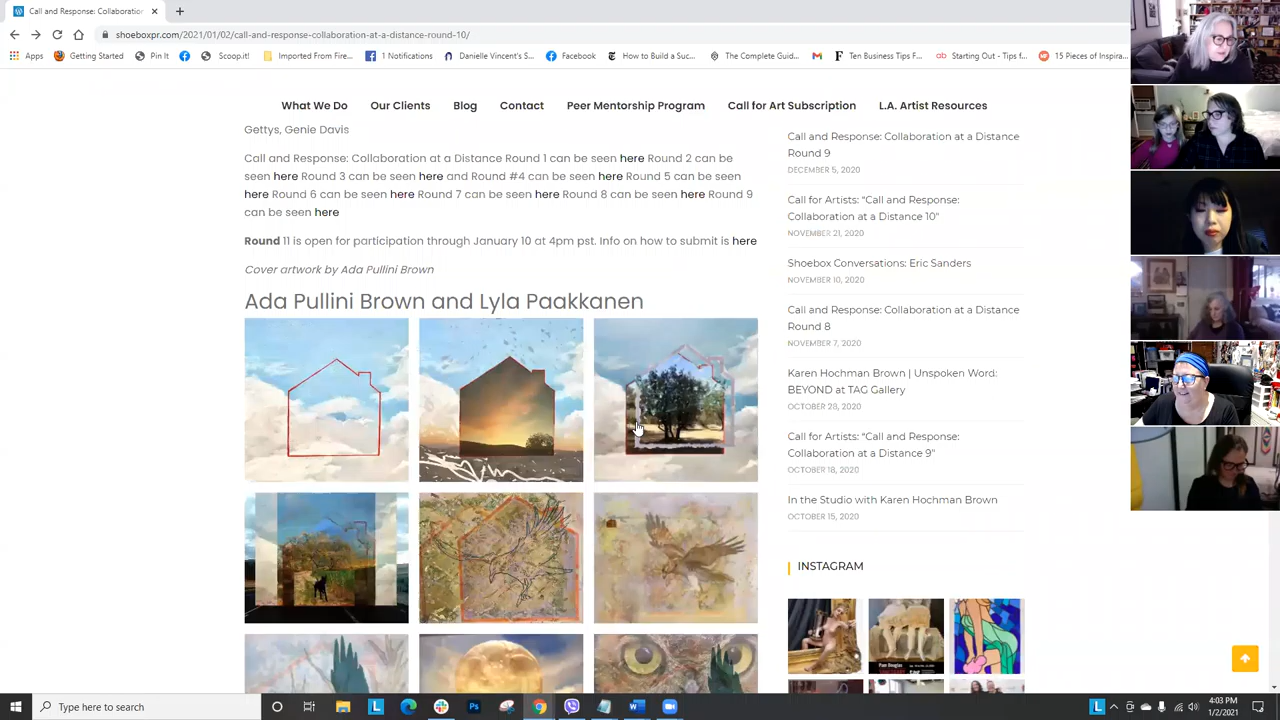 Call and Response: Collaboration
shoeboxpr.com/2021/01/02/call-and-response-collaboration-at-a-distance-round-10/
Apps Getting Started Pin It Scoop.it! Imported From Fire... 1 Notifications Danielle Vincent's S... Facebook How to Build a Suc... The Complete Guid... Ten Business Tips F... Starting Out - Tips f... 15 Pieces of Inspira...
What We Do Our Clients Blog Contact Peer Mentorship Program Call for Art Subscription L.A. Artist Resources
Gettys, Genie Davis
Call and Response: Collaboration at a Distance Round 1 can be seen here Round 2 can be
seen here Round 3 can be seen here and Round #4 can be seen here Round 5 can be seen
here Round 6 can be seen here Round 7 can be seen here Round 8 can be seen here Round 9
can be seen here
Round 11 is open for participation through January 10 at 4pm pst. Info on how to submit is here
Cover artwork by Ada Pullini Brown
Ada Pullini Brown and Lyla Paakkanen
Call and Response: Collaboration at a Distance
Round 9
DECEMBER 5, 2020
Call for Artists: "Call and Response:
Collaboration at a Distance 10"
NOVEMBER 21, 2020
Shoebox Conversations: Eric Sanders
NOVEMBER 10, 2020
Call and Response: Collaboration at a Distance
Round 8
NOVEMBER 7, 2020
Karen Hochman Brown | Unspoken Word:
BEYOND at TAG Gallery
OCTOBER 28, 2020
Call for Artists: "Call and Response:
Collaboration at a Distance 9"
OCTOBER 18, 2020
In the Studio with Karen Hochman Brown
OCTOBER 15, 2020
INSTAGRAM
Pam Douglas
Type here to search
4:03 PM
1/2/2021